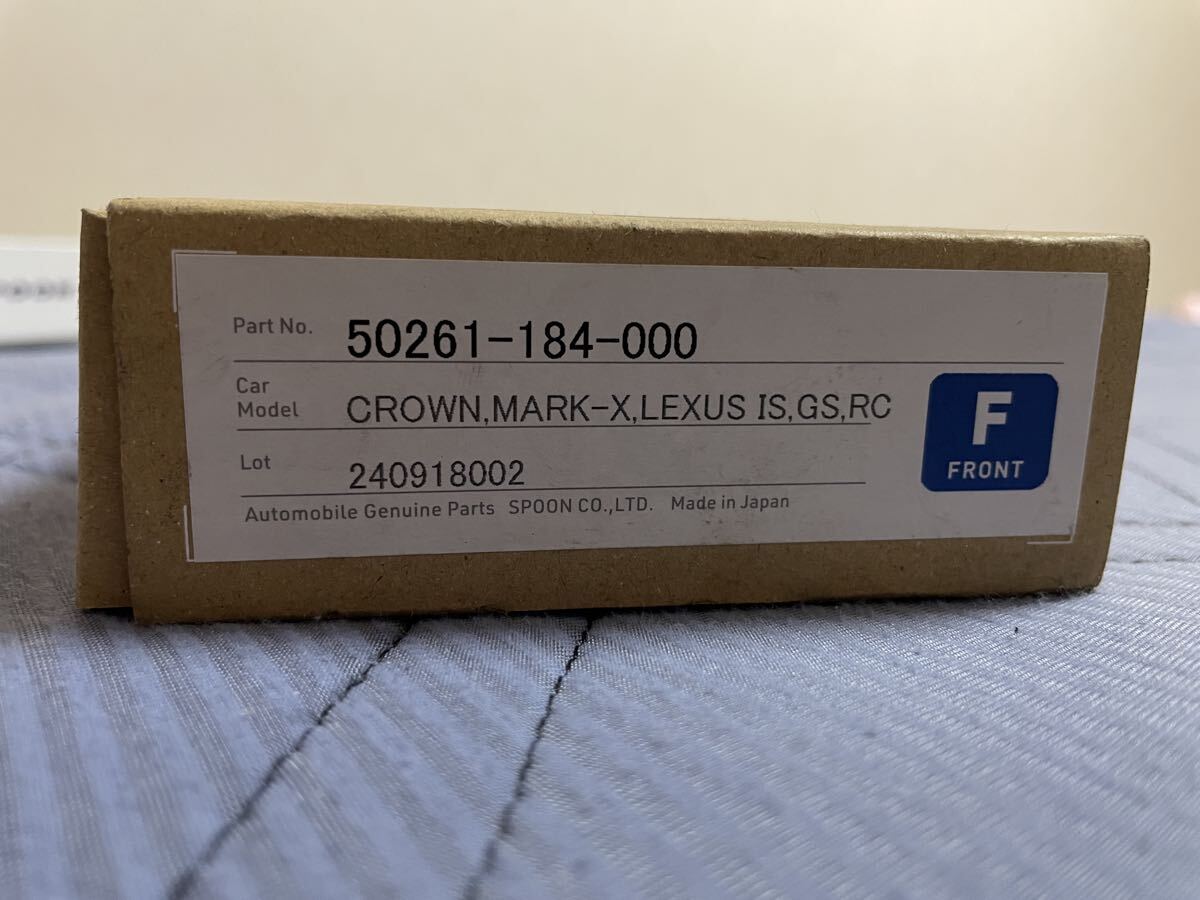 Part No. 50261-184-000
Car Model CROWN,MARK-X,LEXUS IS,GS,RC
Lot 240918002
Automobile Genuine Parts SPOON CO.,LTD. Made in Japan
F
FRONT